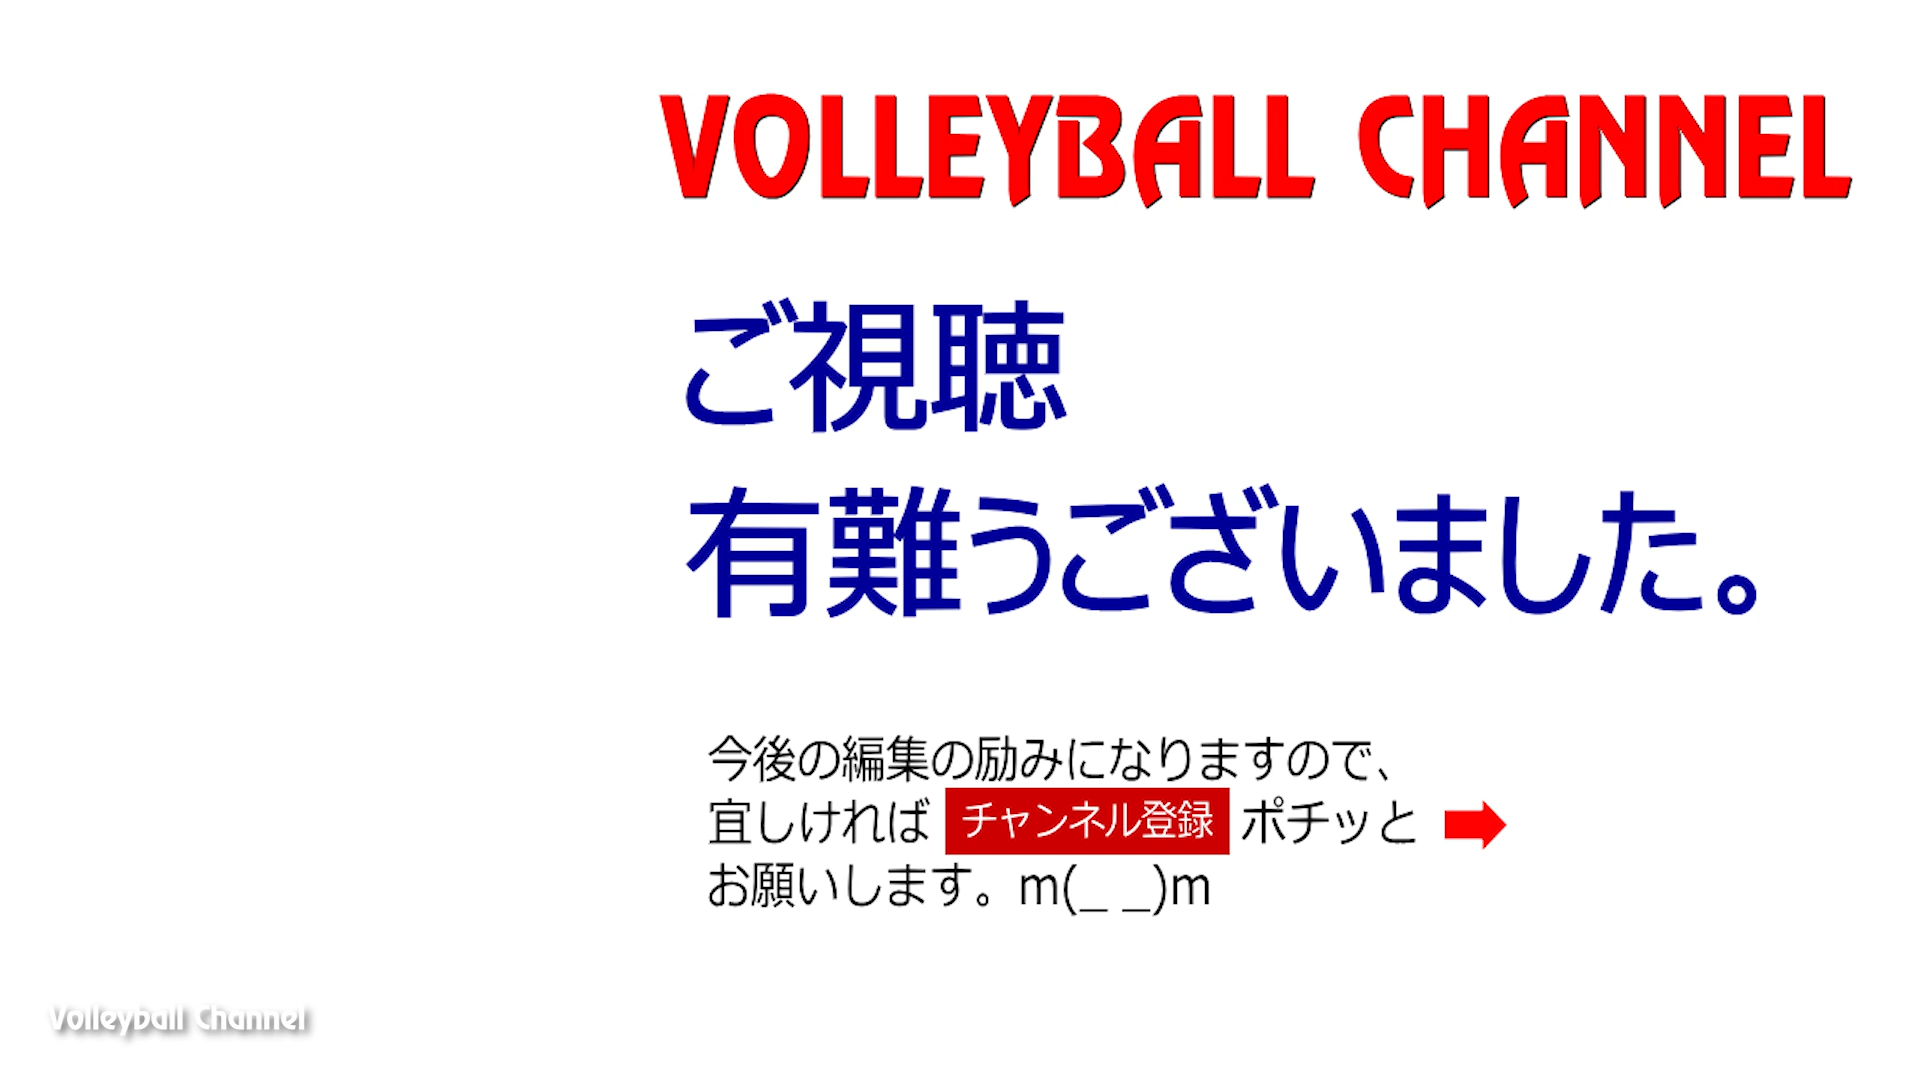 VOLLEYBALL CHANNEL
ご視聴
有難うございました。
今後の編集の励みになりますので、
宜しければ チャンネル登録 ポチッと
お願いします。m(_ _)m
Volleyball Channel